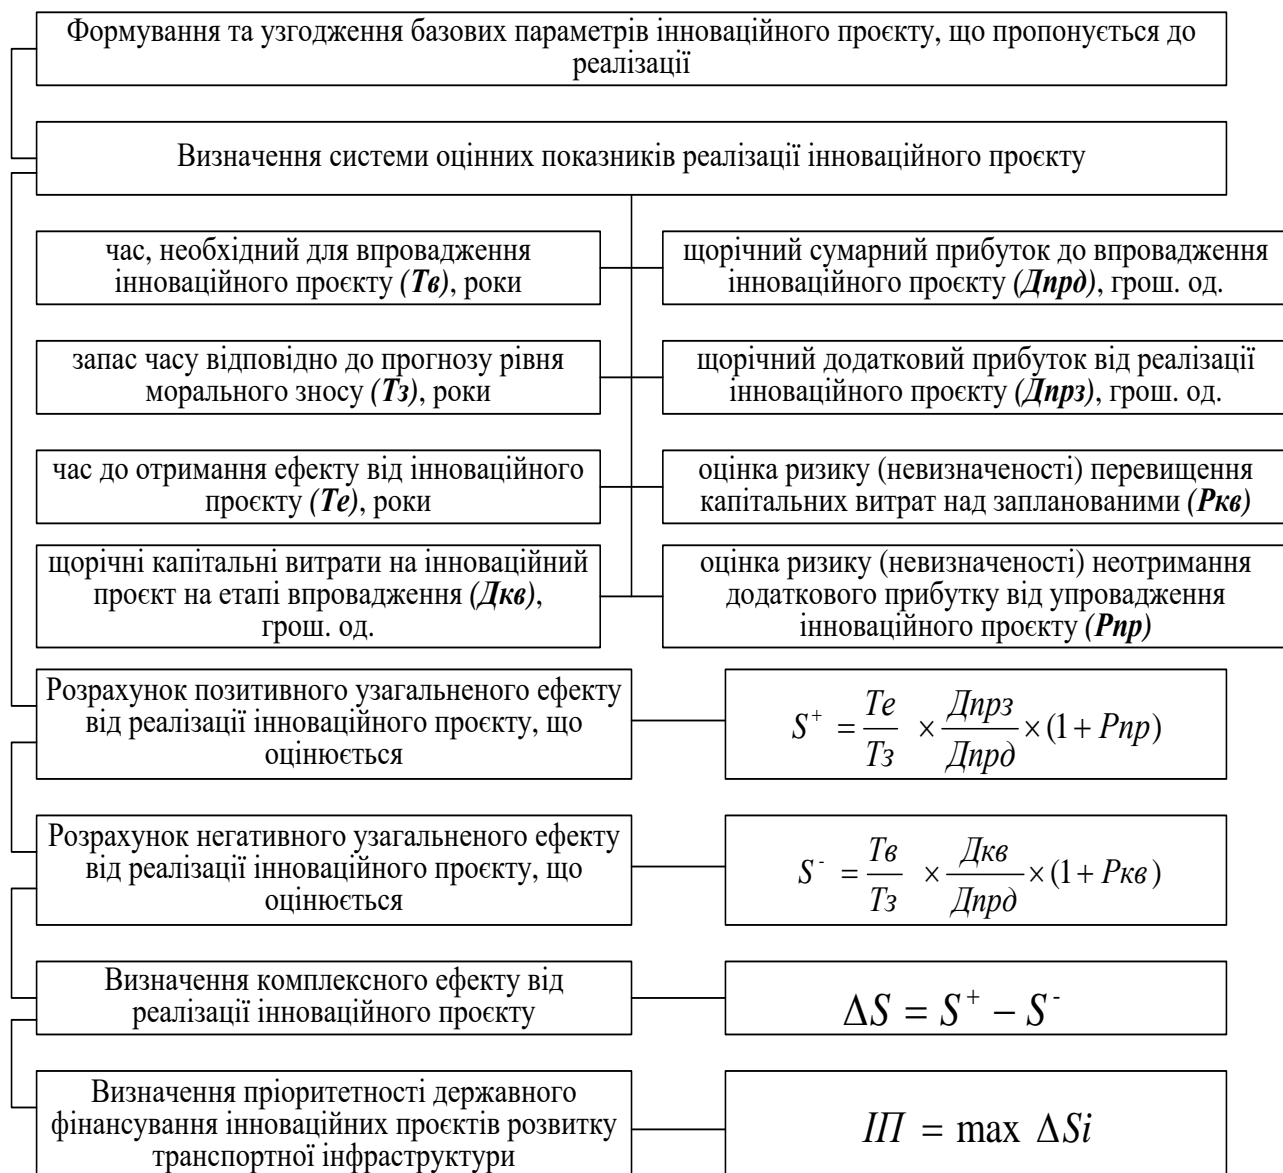 Формування та узгодження базових параметрів інноваційного проєкту, що пропонується до
реалізації
Визначення системи оцінних показників реалізації інноваційного проєкту
час, необхідний для впровадження
інноваційного проєкту (Тв), роки
щорічний сумарний прибуток до впровадження
інноваційного проєкту (Дпрд), грош. од.
запас часу відповідно до прогнозу рівня
морального зносу (Тз), роки
щорічний додатковий прибуток від реалізації
інноваційного проєкту (Дпрз), грош. од.
час до отримання ефекту від інноваційного
проєкту (Те), роки
оцінка ризику (невизначеності) перевищення
капітальних витрат над запланованими (Ркв)
щорічні капітальні витрати на інноваційний
проєкт на етапі впровадження (Дкв),
грош. од.
оцінка ризику (невизначеності) неотримання
додаткового прибутку від упровадження
інноваційного проєкту (Рпр)
Розрахунок позитивного узагальненого ефекту
від реалізації інноваційного проєкту, що
оцінюється
S⁺ = Те/Тз × Дпрз/Дпрд × (1 + Рпр)
Розрахунок негативного узагальненого ефекту
від реалізації інноваційного проєкту, що
оцінюється
S⁻ = Тв/Тз × Дкв/Дпрд × (1 + Ркв)
Визначення комплексного ефекту від
реалізації інноваційного проєкту
ΔS = S⁺ − S⁻
Визначення пріоритетності державного
фінансування інноваційних проєктів розвитку
транспортної інфраструктури
ІП = max ΔSi